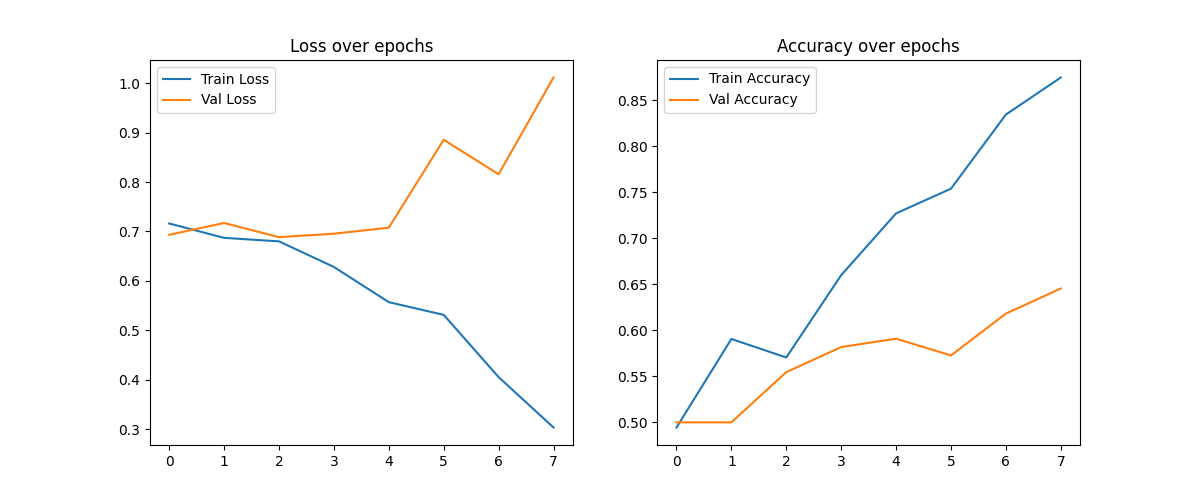 Loss over epochs
Train Loss
Val Loss
1.0
0.9
0.8
0.7
0.6
0.5
0.4
0.3
0 1 2 3 4 5 6 7
Accuracy over epochs
Train Accuracy
Val Accuracy
0.85
0.80
0.75
0.70
0.65
0.60
0.55
0.50
0 1 2 3 4 5 6 7